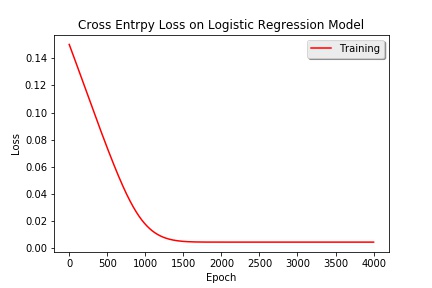 Cross Entrpy Loss on Logistic Regression Model
Training
0.14
0.12
0.10
0.08
0.06
0.04
0.02
0.00
Loss
0 500 1000 1500 2000 2500 3000 3500 4000
Epoch